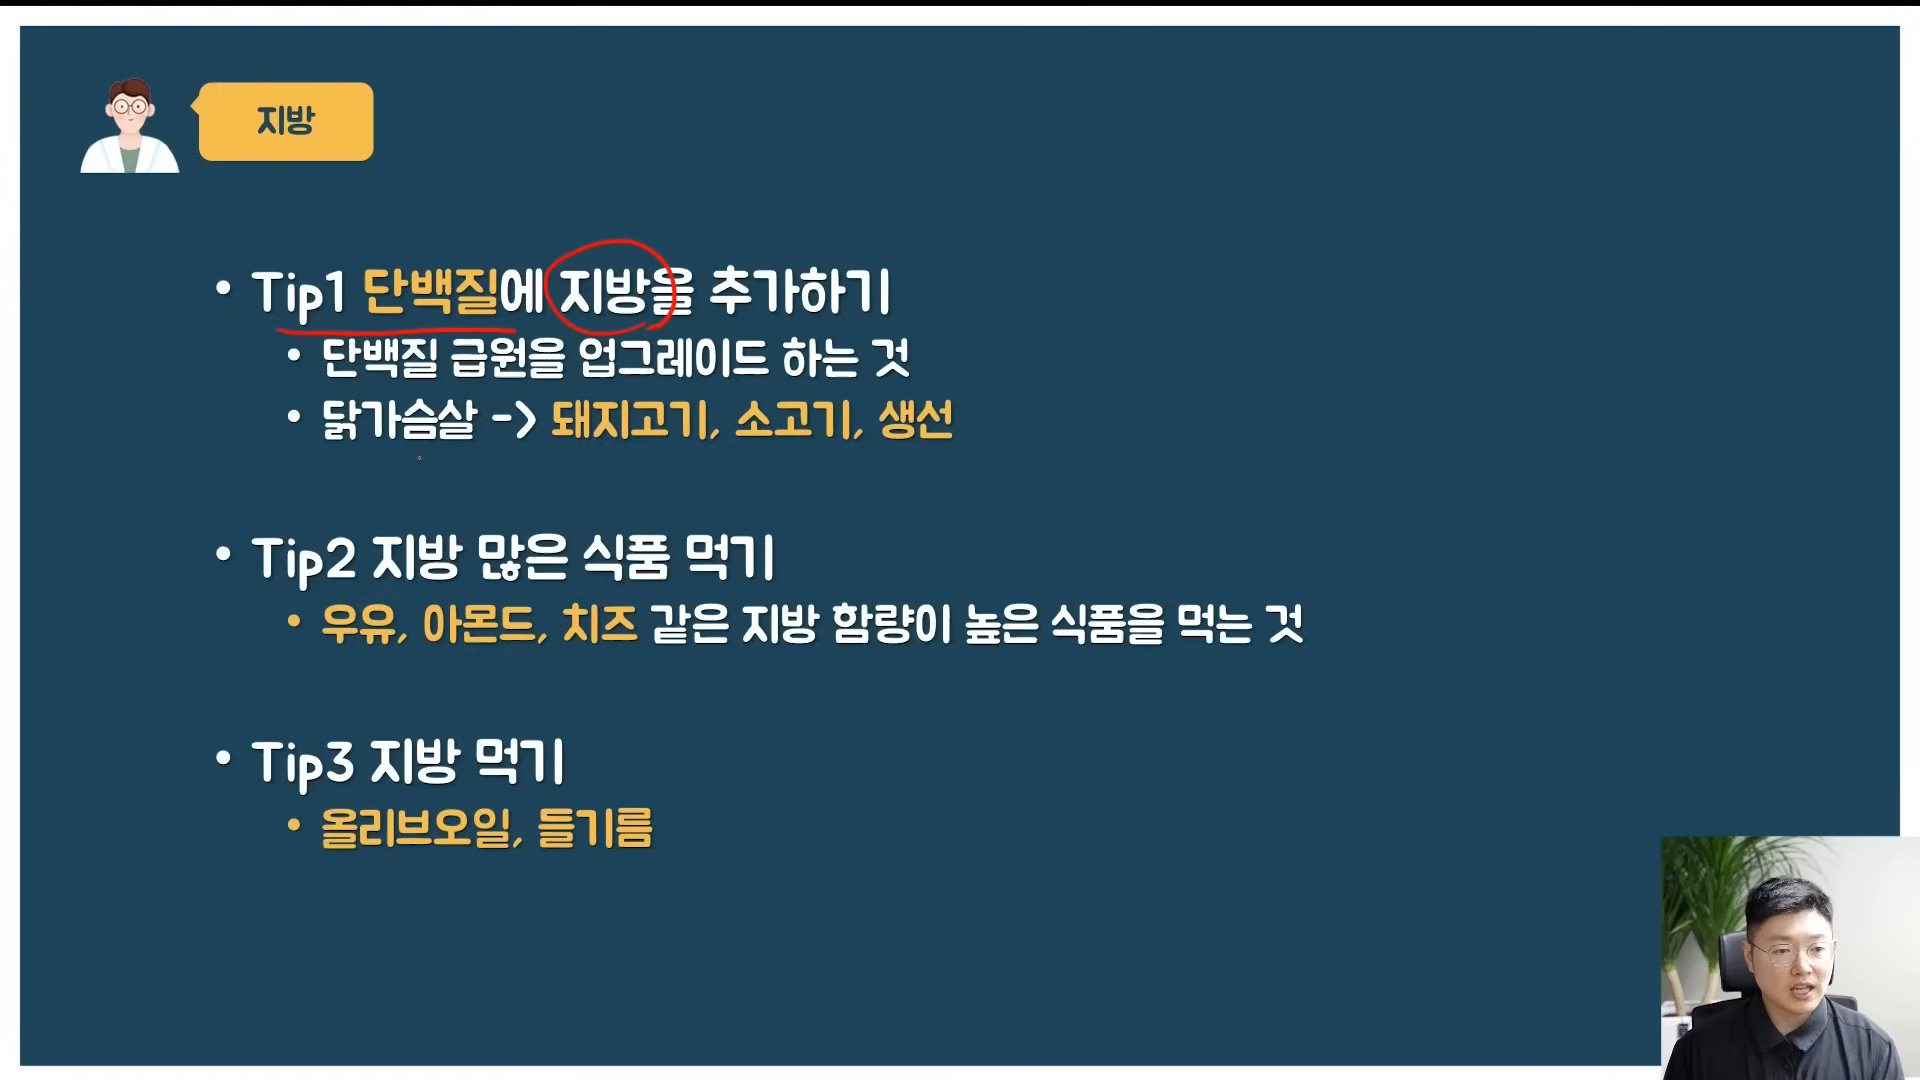 지방
• Tip1 단백질에 지방을 추가하기
• 단백질 급원을 업그레이드 하는 것
• 닭가슴살 -> 돼지고기, 소고기, 생선
• Tip2 지방 많은 식품 먹기
• 우유, 아몬드, 치즈 같은 지방 함량이 높은 식품을 먹는 것
• Tip3 지방 먹기
• 올리브오일, 들기름